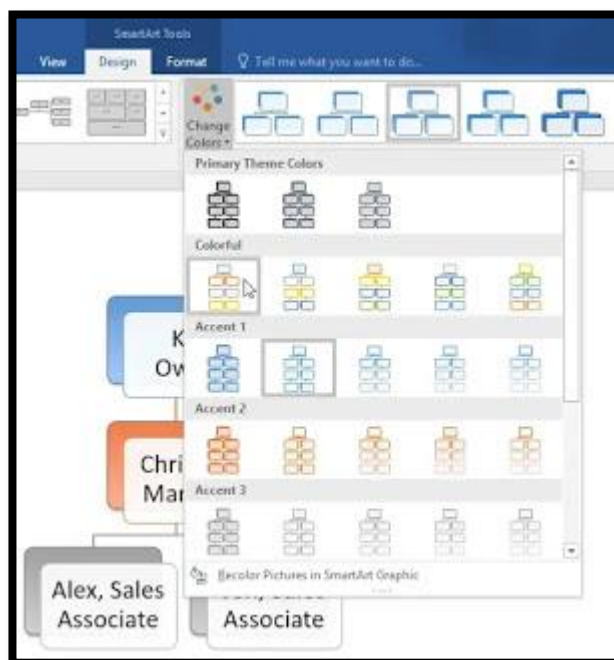 SmartArt Tools
View Design Format Tell me what you want to do...
Change
Colors
Primary Theme Colors
Colorful
Accent 1
Accent 2
Accent 3
Recolor Pictures in SmartArt Graphic
K
Ow
Chri
Mar
Alex, Sales
Associate
Sales
Associate